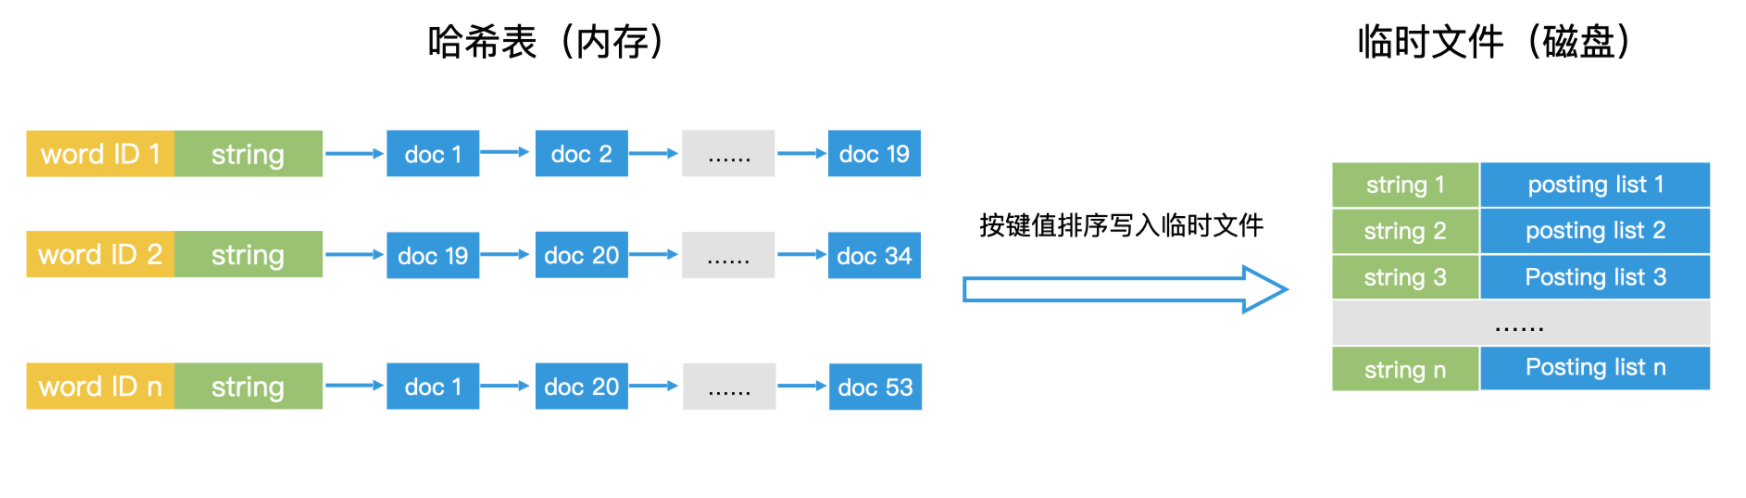 哈希表（内存）
临时文件（磁盘）
word ID 1 string doc 1 doc 2 ...... doc 19
word ID 2 string doc 19 doc 20 ...... doc 34
word ID n string doc 1 doc 20 ...... doc 53
按键值排序写入临时文件
string 1 posting list 1
string 2 posting list 2
string 3 Posting list 3
......
string n Posting list n